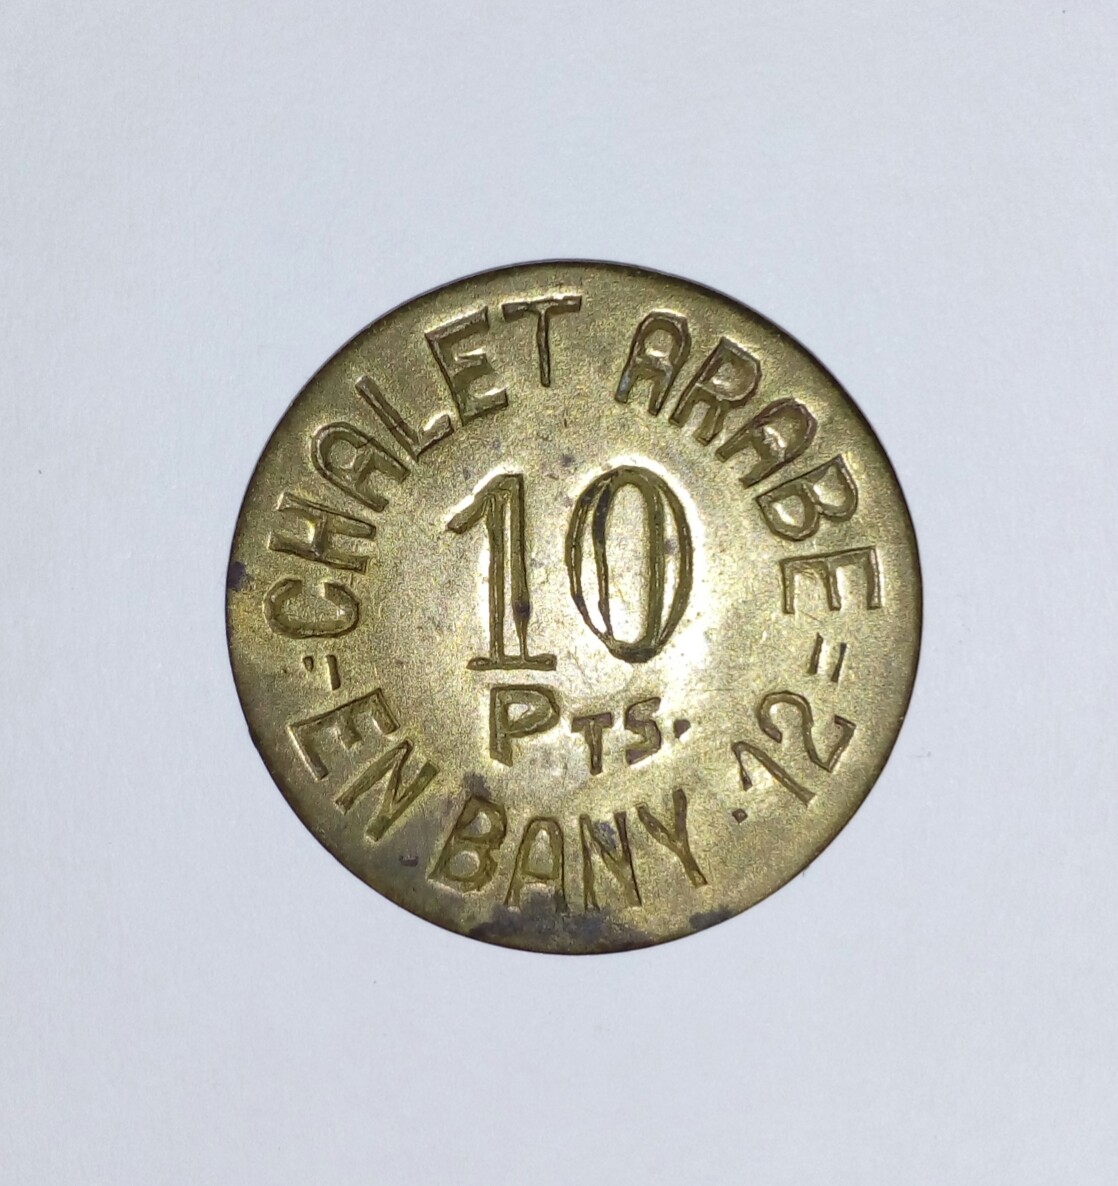 =CHALET ARABE=
10
PTS.
EN BANY. 12